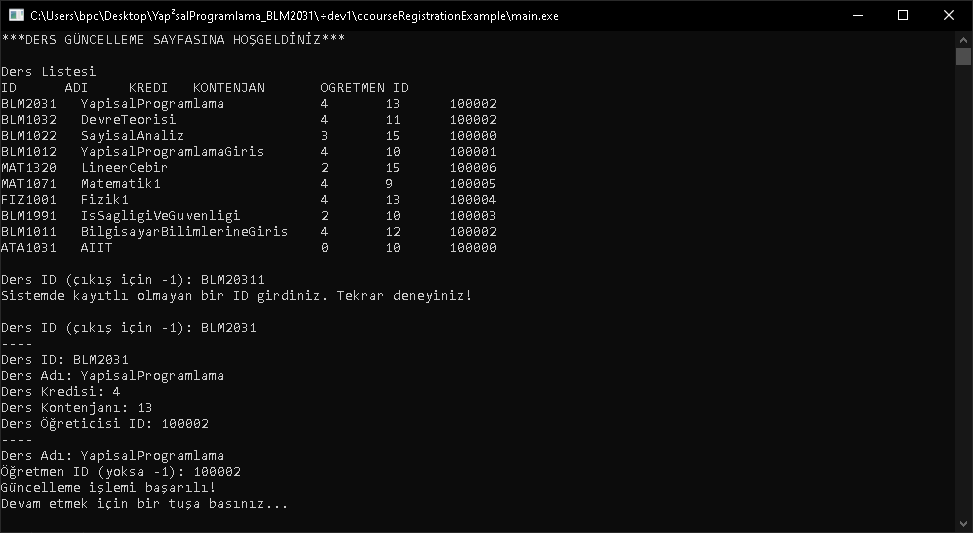 C:\Users\bpc\Desktop\Yap²salProgramlama_BLM2031\÷dev1\ccourseRegistrationExample\main.exe
***DERS GÜNCELLEME SAYFASINA HOŞGELDİNİZ***
Ders Listesi
ID ADI KREDI KONTENJAN OGRETMEN ID
BLM2031 YapisalProgramlama 4 13 100002
BLM1032 DevreTeorisi 4 11 100002
BLM1022 SayisalAnaliz 3 15 100000
BLM1012 YapisalProgramlamaGiris 4 10 100001
MAT1320 LineerCebir 2 15 100006
MAT1071 Matematik1 4 9 100005
FIZ1001 Fizik1 4 13 100004
BLM1991 IsSagligiVeGuvenligi 2 10 100003
BLM1011 BilgisayarBilimlerineGiris 4 12 100002
ATA1031 AIIT 0 10 100000
Ders ID (çıkış için -1): BLM20311
Sistemde kayıtlı olmayan bir ID girdiniz. Tekrar deneyiniz!
Ders ID (çıkış için -1): BLM2031
----
Ders ID: BLM2031
Ders Adı: YapisalProgramlama
Ders Kredisi: 4
Ders Kontenjanı: 13
Ders Öğreticisi ID: 100002
----
Ders Adı: YapisalProgramlama
Öğretmen ID (yoksa -1): 100002
Güncelleme işlemi başarılı!
Devam etmek için bir tuşa basınız...